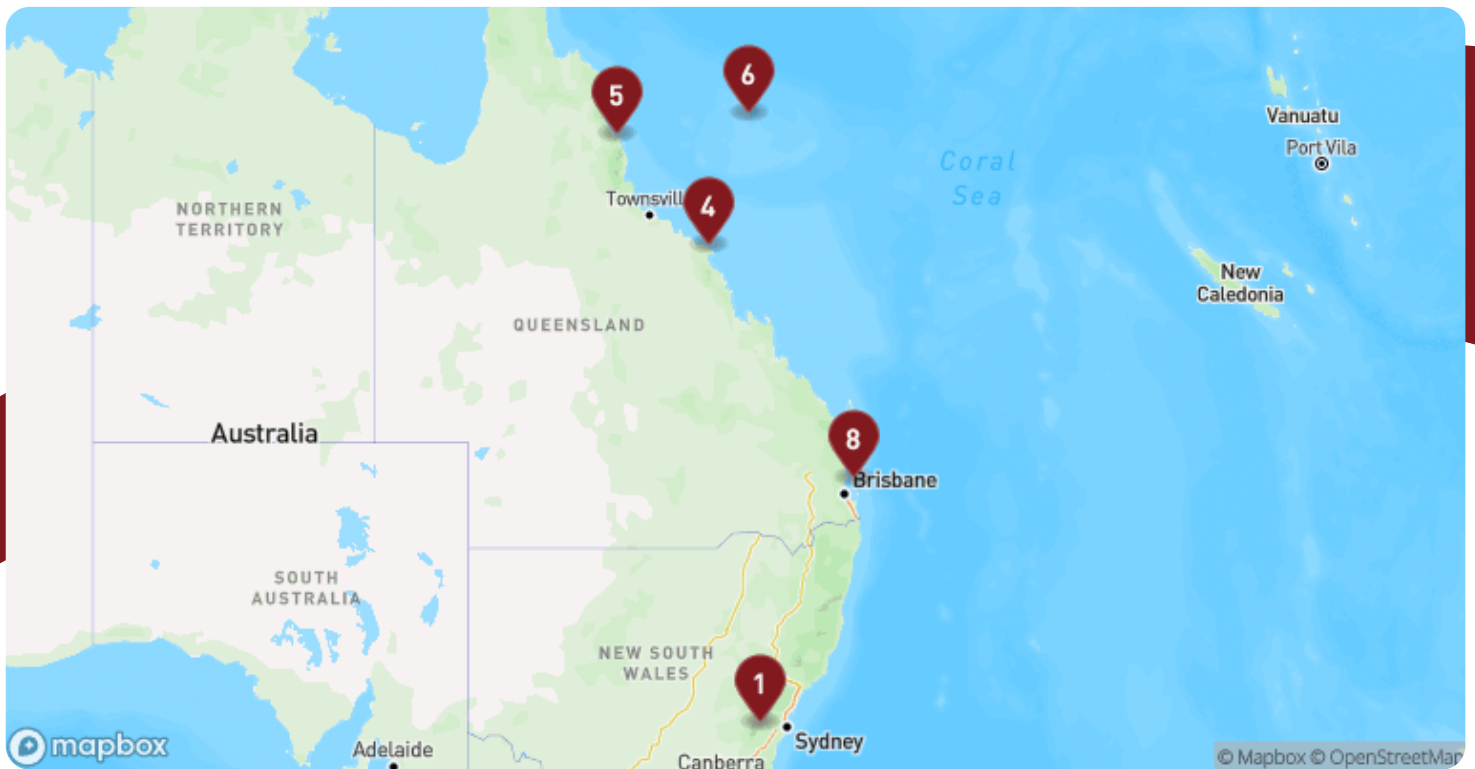 6
5
Vanuatu
Port Vila
Coral
Sea
Townsvill
4
NORTHERN
TERRITORY
New
Caledonia
QUEENSLAND
Australia
8
Brisbane
SOUTH
AUSTRALIA
NEW SOUTH
WALES
1
Sydney
mapbox
Adelaide
Canberra
© Mapbox © OpenStreetMap